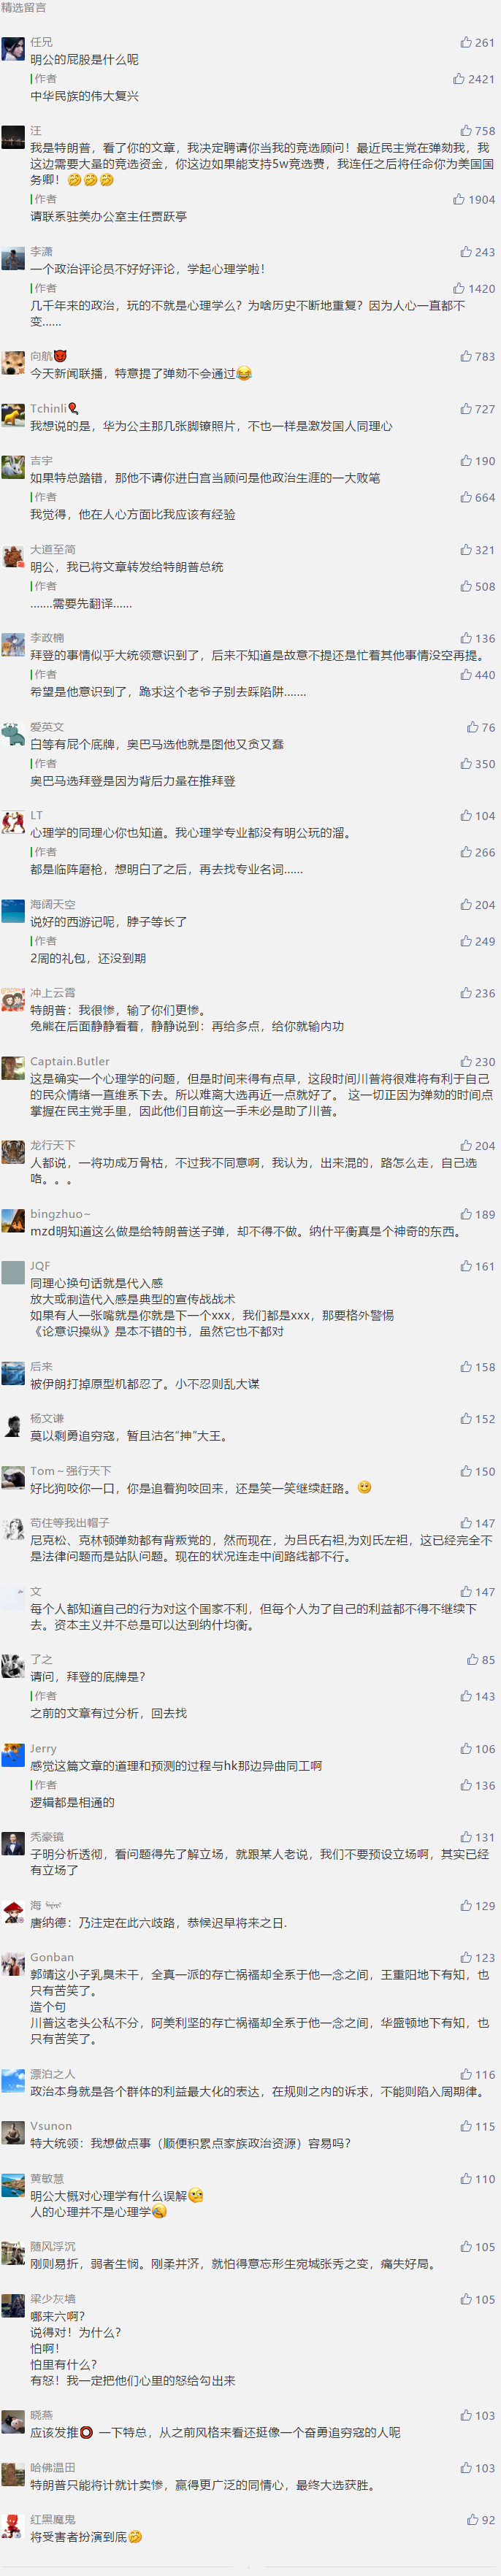 精选留言
任兄
261
明公的屁股是什么呢
作者
2421
中华民族的伟大复兴
汪
758
我是特朗普，看了你的文章，我决定聘请你当我的竞选顾问！最近民主党在弹劾我，我
这边需要大量的竞选资金，你这边如果能支持5w竞选费，我连任之后将任命你为美国国
务卿！🤣🤣🤣
作者
1904
请联系驻美办公室主任贾跃亭
李潇
243
一个政治评论员不好好评论，学起心理学啦！
作者
1420
几千年来的政治，玩的不就是心理学么？为啥历史不断地重复？因为人心一直都不
变......
向航😈
783
今天新闻联播，特意提了弹劾不会通过😂
Tchinli🎈
727
我想说的是，华为公主那几张脚镣照片，不也一样是激发国人同理心
吉宇
190
如果特总踏错，那他不请你进白宫当顾问是他政治生涯的一大败笔
作者
664
我觉得，他在人心方面比我应该有经验
大道至简
321
明公，我已将文章转发给特朗普总统
作者
508
.......需要先翻译......
李政楠
136
拜登的事情似乎大统领意识到了，后来不知道是故意不提还是忙着其他事情没空再提。
作者
440
希望是他意识到了，跪求这个老爷子别去踩陷阱.......
爱英文
76
白等有屁个底牌，奥巴马选他就是图他又贪又蠢
作者
350
奥巴马选拜登是因为背后力量在推拜登
LT
104
心理学的同理心你也知道。我心理学专业都没有明公玩的溜。
作者
266
都是临阵磨枪，想明白了之后，再去找专业名词......
海阔天空
204
说好的西游记呢，脖子等长了
作者
249
2周的礼包，还没到期
冲上云霄
236
特朗普：我很惨，输了你们更惨。
兔熊在后面静静看着，静静说到：再给多点，给你就输内功
Captain.Butler
230
这是确实一个心理学的问题，但是时间来得有点早，这段时间川普将很难将有利于自己
的民众情绪一直维系下去。所以难离大选再近一点就好了。 这一切正因为弹劾的时间点
掌握在民主党手里，因此他们目前这一手未必是助了川普。
龙行天下
204
人都说，一将功成万骨枯，不过我不同意啊，我认为，出来混的，路怎么走，自己选
咯。。。
bingzhuo~
189
mzd明知道这么做是给特朗普送子弹，却不得不做。纳什平衡真是个神奇的东西。
JQF
161
同理心换句话就是代入感
放大或制造代入感是典型的宣传战战术
如果有人一张嘴就是你就是下一个xxx，我们都是xxx，那要格外警惕
《论意识操纵》是本不错的书，虽然它也不都对
后来
158
被伊朗打掉原型机都忍了。小不忍则乱大谋
杨文谦
152
莫以剩勇追穷寇，暂且沽名“抻”大王。
Tom～强行天下
150
好比狗咬你一口，你是追着狗咬回来，还是笑一笑继续赶路。😊
苟住等我出帽子
147
尼克松、克林顿弹劾都有背叛党的，然而现在，为吕氏右袒,为刘氏左袒，这已经完全不
是法律问题而是站队问题。现在的状况连走中间路线都不行。
文
147
每个人都知道自己的行为对这个国家不利，但每个人为了自己的利益都不得不继续下
去。资本主义并不总是可以达到纳什均衡。
了之
85
请问，拜登的底牌是？
作者
143
之前的文章有过分析，回去找
Jerry
106
感觉这篇文章的道理和预测的过程与hk那边异曲同工啊
作者
136
逻辑都是相通的
秃豪镜
131
子明分析透彻，看问题得先了解立场，就跟某人老说，我们不要预设立场啊，其实已经
有立场了
海
129
唐纳德：乃注定在此六歧路，恭候迟早将来之日.
Gonban
123
郭靖这小子乳臭未干，全真一派的存亡祸福却全系于他一念之间，王重阳地下有知，也
只有苦笑了。
造个句
川普这老头公私不分，阿美利坚的存亡祸福却全系于他一念之间，华盛顿地下有知，也
只有苦笑了。
漂泊之人
116
政治本身就是各个群体的利益最大化的表达，在规则之内的诉求，不能则陷入周期律。
Vsunon
115
特大统领：我想做点事（顺便积累点家族政治资源）容易吗？
黄敏慧
110
明公大概对心理学有什么误解🤔
人的心理并不是心理学😂
随风浮沉
105
刚则易折，弱者生悯。刚柔并济，就怕得意忘形生宛城张秀之变，痛失好局。
梁少灰墙
105
哪来六啊？
说得对！为什么？
怕啊！
怕里有什么？
有怒！我一定把他们心里的怒给勾出来
晓燕
103
应该发推⭕ 一下特总，从之前风格来看还挺像一个奋勇追穷寇的人呢
哈佛温田
103
特朗普只能将计就计卖惨，赢得更广泛的同情心，最终大选获胜。
红黑魔鬼
92
将受害者扮演到底🤣